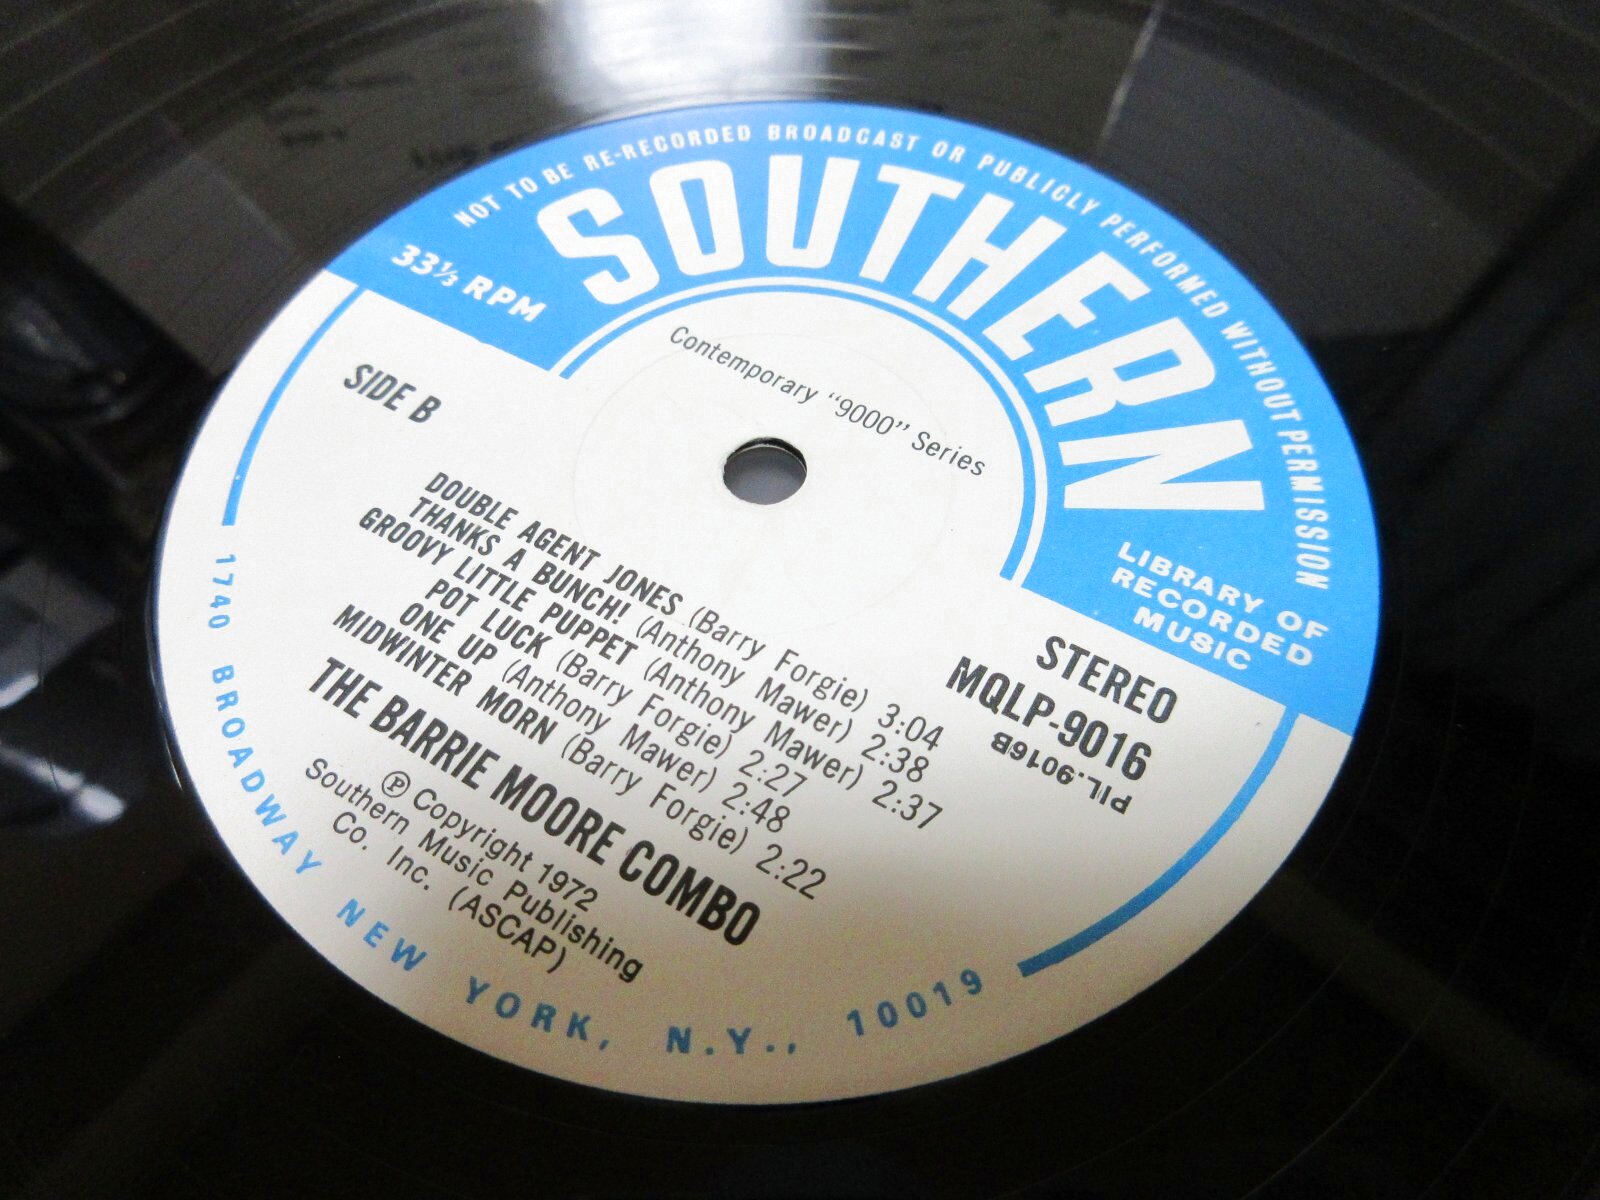 NOT TO BE RE-RECORDED BROADCAST OR PUBLICLY PERFORMED WITHOUT PERMISSION
SOUTHERN
33⅓ RPM
LIBRARY OF
RECORDED
MUSIC
Contemporary "9000" Series
SIDE B
STEREO
MQLP-9016
PIL.9016B
DOUBLE AGENT JONES (Barry Forgie) 3:04
THANKS A BUNCH! (Anthony Mawer) 2:38
GROOVY LITTLE PUPPET (Anthony Mawer) 2:37
POT LUCK (Barry Forgie) 2:27
ONE UP (Anthony Mawer) 2:48
MIDWINTER MORN (Barry Forgie) 2:22
THE BARRIE MOORE COMBO
℗ Copyright 1972
Southern Music Publishing
Co. Inc. (ASCAP)
1740 BROADWAY NEW YORK, N.Y., 10019